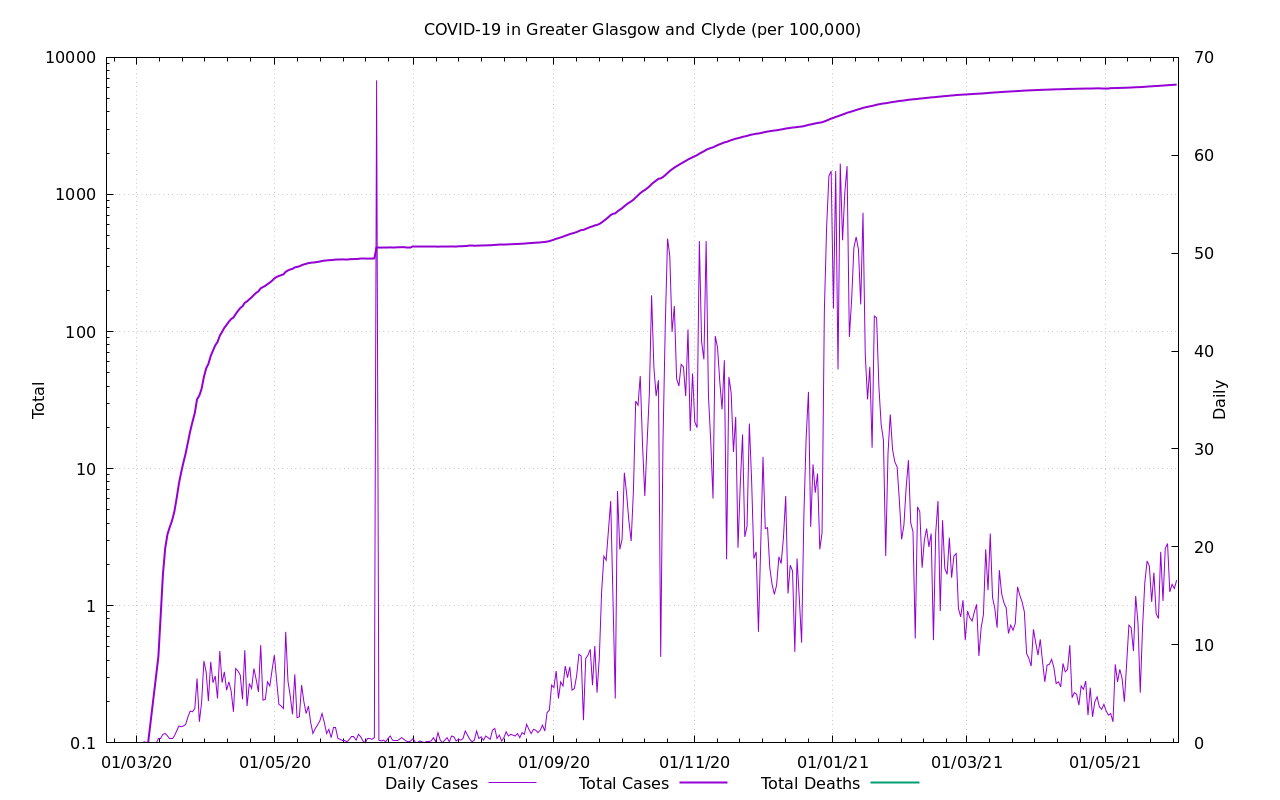 COVID-19 in Greater Glasgow and Clyde (per 100,000)
10000
1000
100
10
1
0.1
Total
70
60
50
40
30
20
10
0
Daily
01/03/20 01/05/20 01/07/20 01/09/20 01/11/20 01/01/21 01/03/21 01/05/21
Daily Cases Total Cases Total Deaths